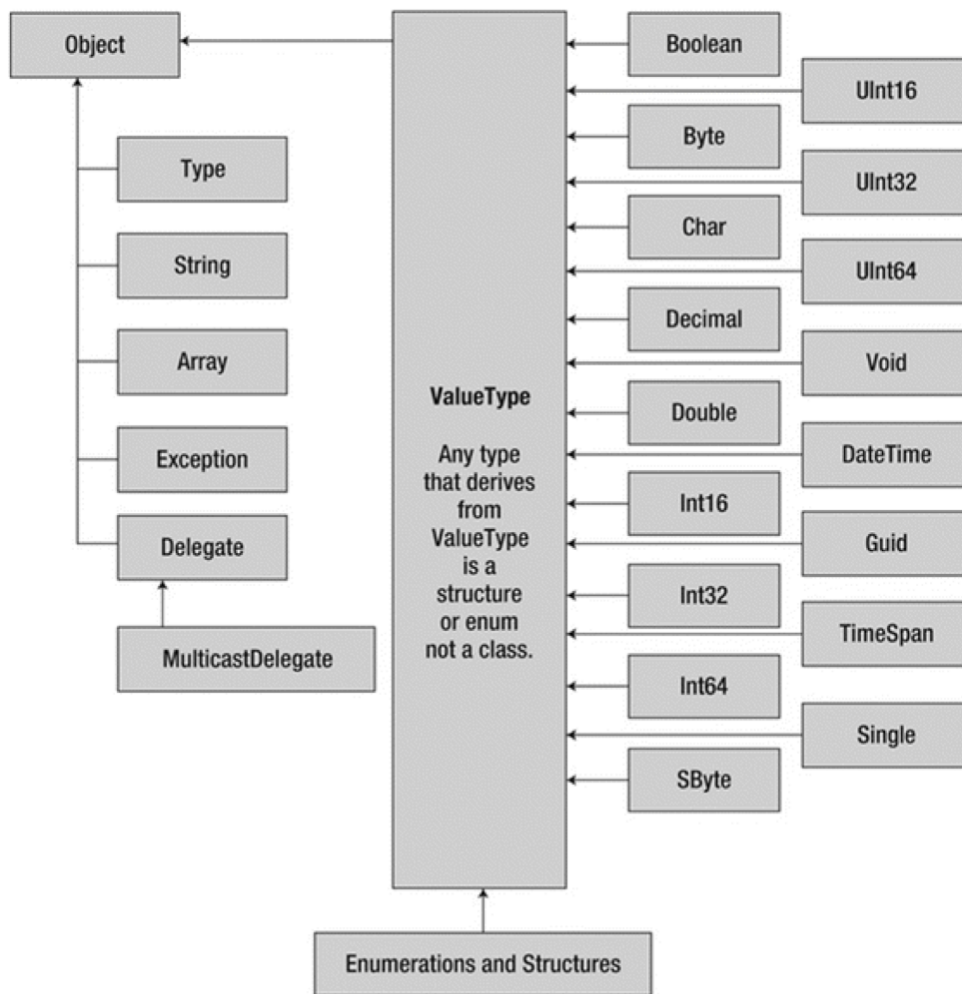 Object
Boolean
UInt16
Byte
Type
UInt32
Char
String
UInt64
Decimal
Array
Void
ValueType
Double
Any type
that derives
from
ValueType
is a
structure
or enum
not a class.
Exception
DateTime
Int16
Delegate
Guid
Int32
TimeSpan
MulticastDelegate
Int64
Single
SByte
Enumerations and Structures